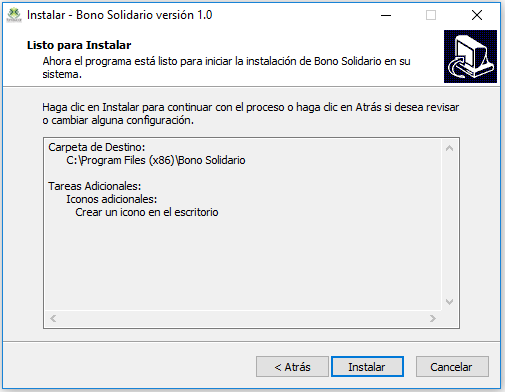 Instalar - Bono Solidario versión 1.0
Listo para Instalar
Ahora el programa está listo para iniciar la instalación de Bono Solidario en su
sistema.
Haga clic en Instalar para continuar con el proceso o haga clic en Atrás si desea revisar
o cambiar alguna configuración.
Carpeta de Destino:
C:\Program Files (x86)\Bono Solidario
Tareas Adicionales:
Iconos adicionales:
Crear un icono en el escritorio
< Atrás
Instalar
Cancelar